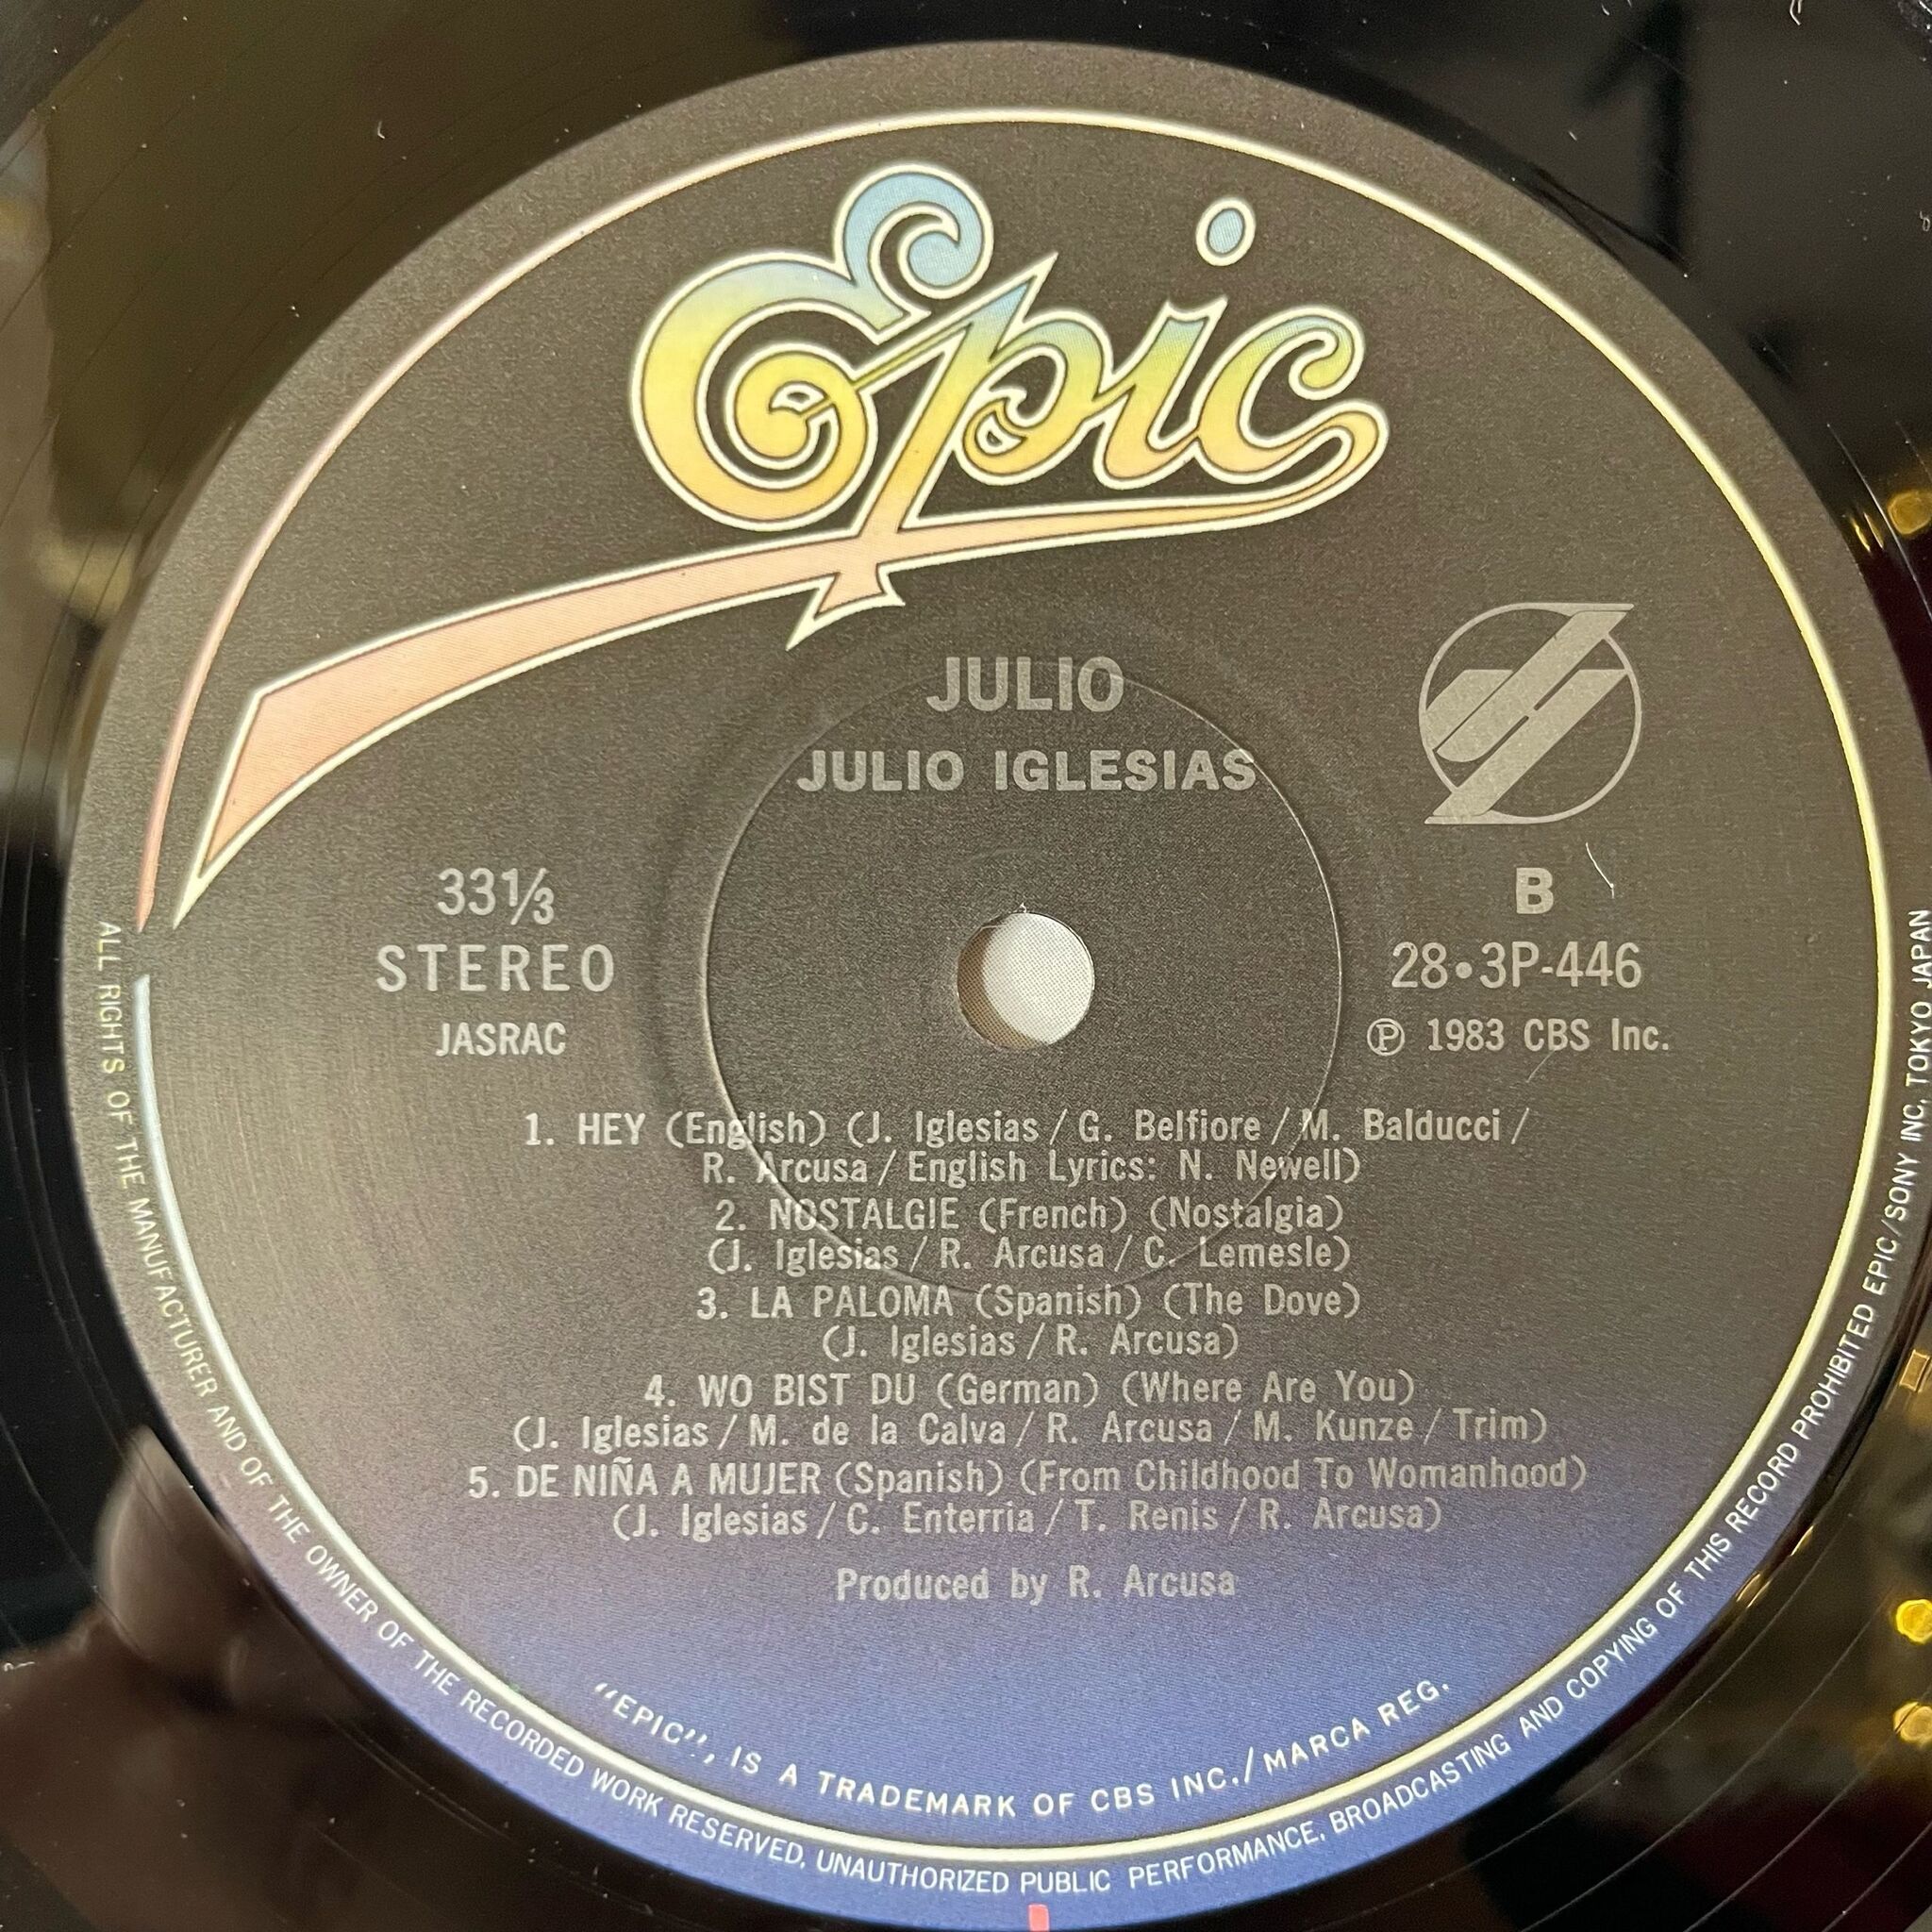 Epic
JULIO
JULIO IGLESIAS
33⅓
STEREO
JASRAC
B
28•3P-446
℗ 1983 CBS Inc.
1. HEY (English) (J. Iglesias / G. Belfiore / M. Balducci /
R. Arcusa / English Lyrics: N. Newell)
2. NOSTALGIE (French) (Nostalgia)
(J. Iglesias / R. Arcusa / C. Lemesle)
3. LA PALOMA (Spanish) (The Dove)
(J. Iglesias / R. Arcusa)
4. WO BIST DU (German) (Where Are You)
(J. Iglesias / M. de la Calva / R. Arcusa / M. Kunze / Trim)
5. DE NIÑA A MUJER (Spanish) (From Childhood To Womanhood)
(J. Iglesias / C. Enterria / T. Renis / R. Arcusa)
Produced by R. Arcusa
"EPIC", IS A TRADEMARK OF CBS INC./MARCA REG.
ALL RIGHTS OF THE MANUFACTURER AND OF THE OWNER OF THE RECORDED WORK RESERVED, UNAUTHORIZED PUBLIC PERFORMANCE, BROADCASTING AND COPYING OF THIS RECORD PROHIBITED EPIC/SONY INC, TOKYO JAPAN